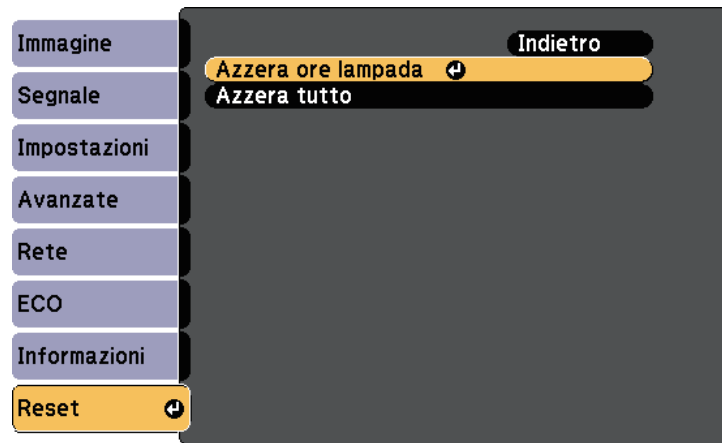 Immagine
Segnale
Impostazioni
Avanzate
Rete
ECO
Informazioni
Reset
Indietro
Azzera ore lampada
Azzera tutto